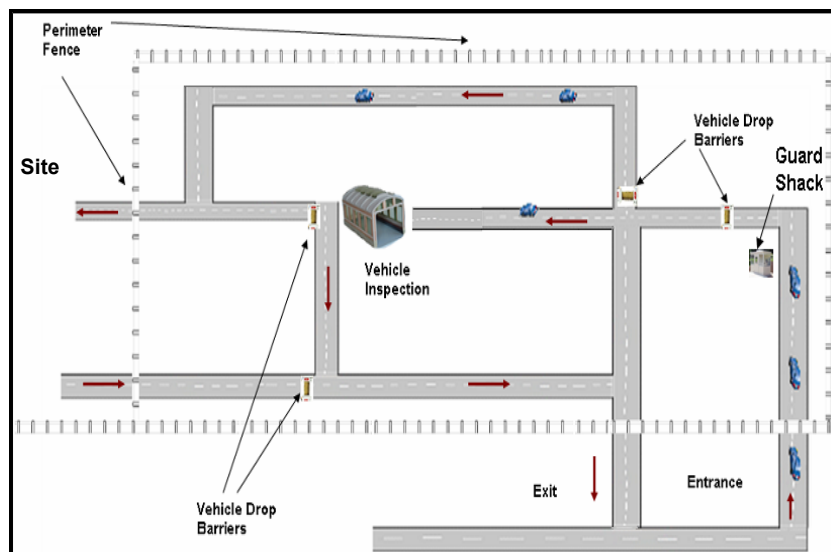 Perimeter
Fence
Vehicle Drop
Barriers
Guard
Shack
Site
Vehicle
Inspection
Vehicle Drop
Barriers
Exit
Entrance